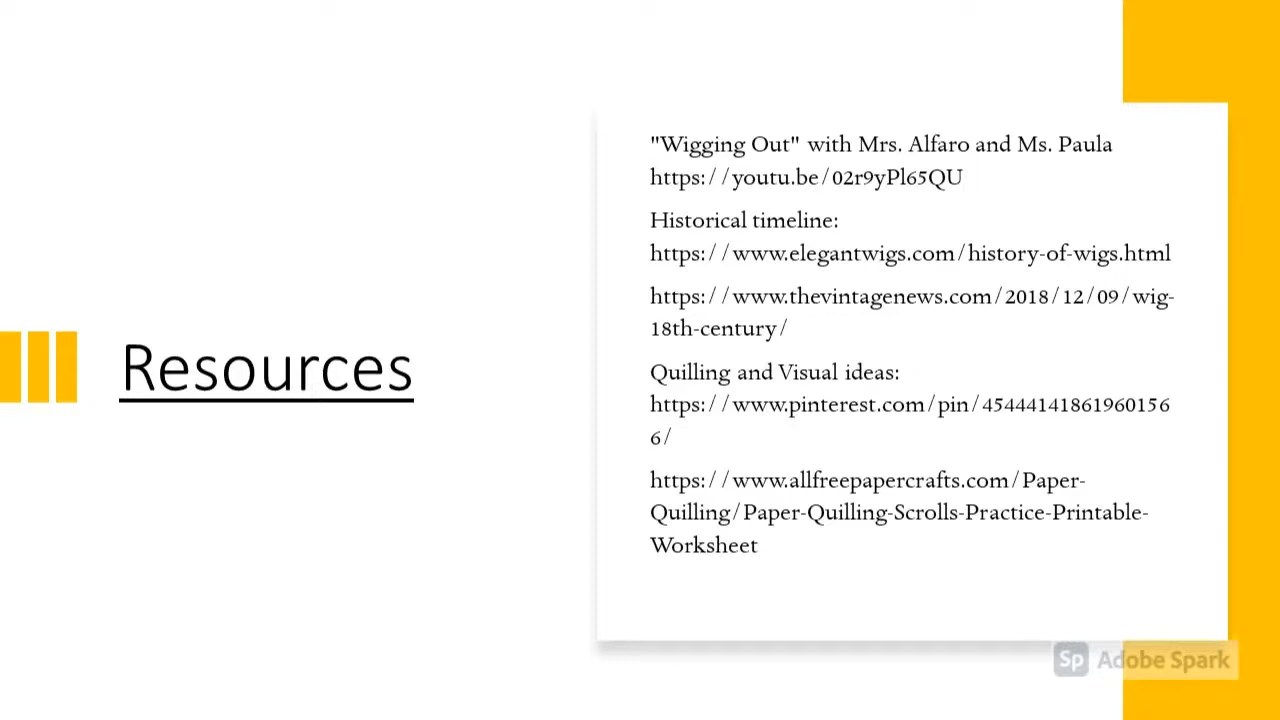 Resources
"Wigging Out" with Mrs. Alfaro and Ms. Paula
https://youtu.be/02r9yPl65QU
Historical timeline:
https://www.elegantwigs.com/history-of-wigs.html
https://www.thevintagenews.com/2018/12/09/wig-
18th-century/
Quilling and Visual ideas:
https://www.pinterest.com/pin/45444141861960156
6/
https://www.allfreepapercrafts.com/Paper-
Quilling/Paper-Quilling-Scrolls-Practice-Printable-
Worksheet
Sp Adobe Spark